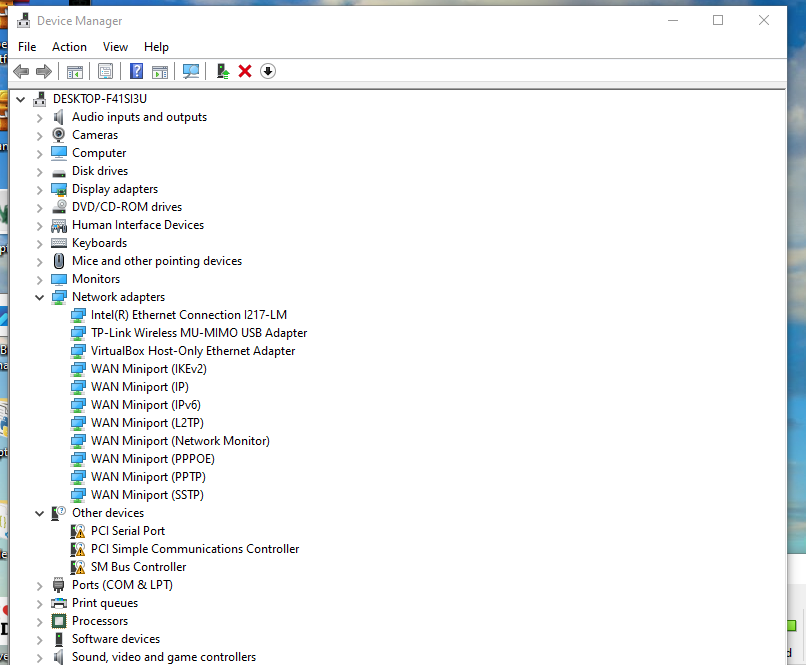 Device Manager
File Action View Help
DESKTOP-F41SI3U
Audio inputs and outputs
Cameras
Computer
Disk drives
Display adapters
DVD/CD-ROM drives
Human Interface Devices
Keyboards
Mice and other pointing devices
Monitors
Network adapters
Intel(R) Ethernet Connection I217-LM
TP-Link Wireless MU-MIMO USB Adapter
VirtualBox Host-Only Ethernet Adapter
WAN Miniport (IKEv2)
WAN Miniport (IP)
WAN Miniport (IPv6)
WAN Miniport (L2TP)
WAN Miniport (Network Monitor)
WAN Miniport (PPPOE)
WAN Miniport (PPTP)
WAN Miniport (SSTP)
Other devices
PCI Serial Port
PCI Simple Communications Controller
SM Bus Controller
Ports (COM & LPT)
Print queues
Processors
Software devices
Sound, video and game controllers